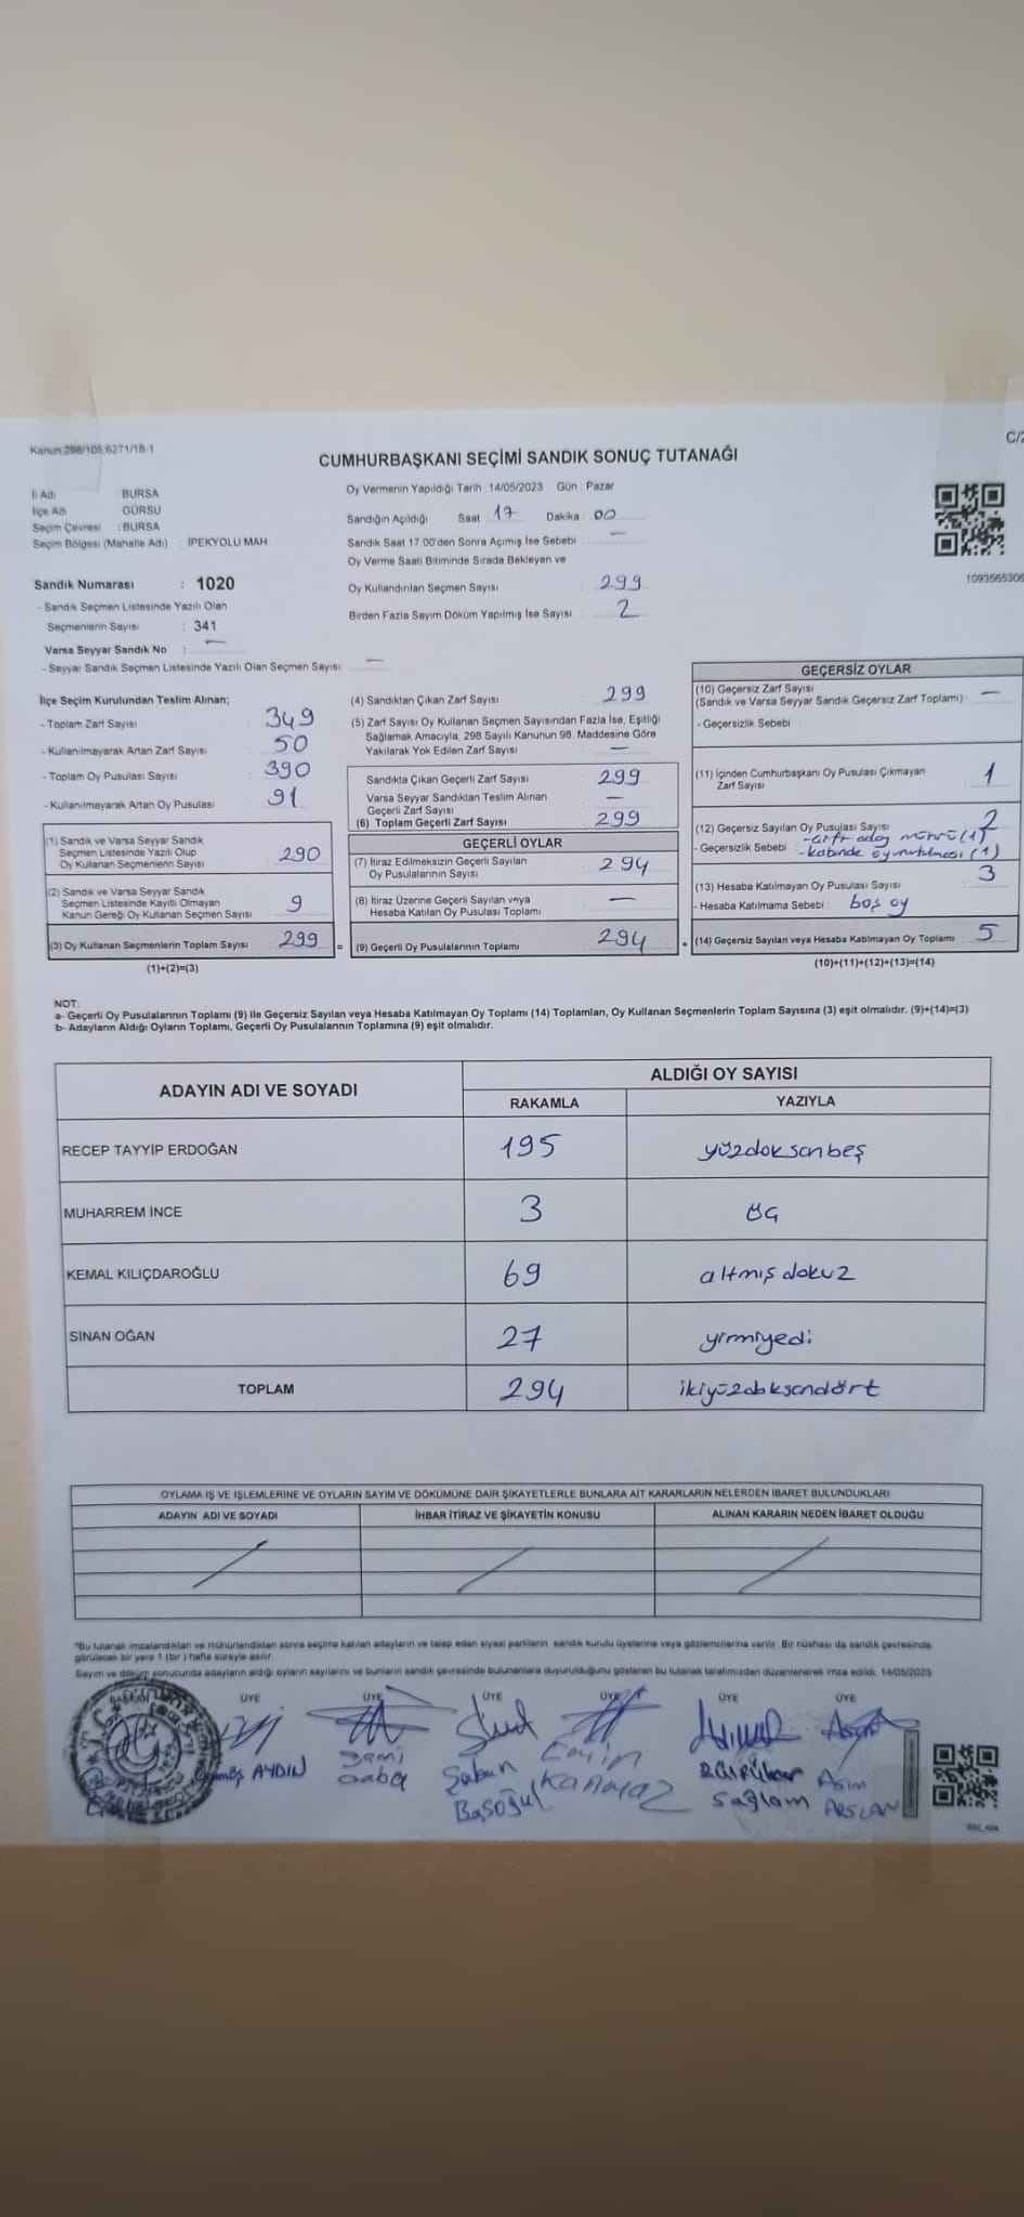 Kanun:298/105;6271/18-1
C/2
CUMHURBAŞKANI SEÇİMİ SANDIK SONUÇ TUTANAĞI
İl Adı BURSA
İlçe Adı GÜRSU
Seçim Çevresi : BURSA
Seçim Bölgesi (Mahalle Adı) İPEKYOLU MAH
Sandık Numarası : 1020
- Sandık Seçmen Listesinde Yazılı Olan
Seçmenlerin Sayısı : 341
Varsa Seyyar Sandık No : —
- Seyyar Sandık Seçmen Listesinde Yazılı Olan Seçmen Sayısı —
Oy Vermenin Yapıldığı Tarih : 14/05/2023 Gün : Pazar
Sandığın Açıldığı Saat 17 Dakika 00
Sandık Saat 17.00'den Sonra Açımış İse Sebebi —
Oy Verme Saati Bitiminde Sırada Bekleyen ve
Oy Kullandırılan Seçmen Sayısı 299
Birden Fazla Sayım Döküm Yapılmış İse Sayısı 2
1093565306
İlçe Seçim Kurulundan Teslim Alınan;
- Toplam Zarf Sayısı 349
- Kullanılmayarak Artan Zarf Sayısı 50
- Toplam Oy Pusulası Sayısı 390
- Kullanılmayarak Artan Oy Pusulası 91
(1) Sandık ve Varsa Seyyar Sandık
Seçmen Listesinde Yazılı Olup
Oy Kullanan Seçmenlerin Sayısı 290
(2) Sandık ve Varsa Seyyar Sandık
Seçmen Listesinde Kayıtlı Olmayan
Kanun Gereği Oy Kullanan Seçmen Sayısı 9
(3) Oy Kullanan Seçmenlerin Toplam Sayısı 299 =
(1)+(2)=(3)
(4) Sandıktan Çıkan Zarf Sayısı 299
(5) Zarf Sayısı Oy Kullanan Seçmen Sayısından Fazla İse, Eşitliği
Sağlamak Amacıyla, 298 Sayılı Kanunun 98. Maddesine Göre
Yakılarak Yok Edilen Zarf Sayısı —
Sandıkta Çıkan Geçerli Zarf Sayısı 299
Varsa Seyyar Sandıktan Teslim Alınan
Geçerli Zarf Sayısı —
(6) Toplam Geçerli Zarf Sayısı 299
GEÇERLİ OYLAR
(7) İtiraz Edilmeksizin Geçerli Sayılan
Oy Pusulalarının Sayısı 294
(8) İtiraz Üzerine Geçerli Sayılan veya
Hesaba Katılan Oy Pusulası Toplamı —
(9) Geçerli Oy Pusulalarının Toplamı 294
GEÇERSİZ OYLAR
(10) Geçersiz Zarf Sayısı
(Sandık ve Varsa Seyyar Sandık Geçersiz Zarf Toplamı) —
- Geçersizlik Sebebi
(11) İçinden Cumhurbaşkanı Oy Pusulası Çıkmayan
Zarf Sayısı 1
(12) Geçersiz Sayılan Oy Pusulası Sayısı 2
- Geçersizlik Sebebi -çift aday mührü (1)
-kabinde oy unutulması (1)
(13) Hesaba Katılmayan Oy Pusulası Sayısı 3
- Hesaba Katılmama Sebebi boş oy
(14) Geçersiz Sayılan veya Hesaba Katılmayan Oy Toplamı 5
(10)+(11)+(12)+(13)=(14)
NOT:
a- Geçerli Oy Pusulalarının Toplamı (9) ile Geçersiz Sayılan veya Hesaba Katılmayan Oy Toplamı (14) Toplamları, Oy Kullanan Seçmenlerin Toplam Sayısına (3) eşit olmalıdır. (9)+(14)=(3)
b- Adayların Aldığı Oyların Toplamı, Geçerli Oy Pusulalarının Toplamına (9) eşit olmalıdır.
ADAYIN ADI VE SOYADI
ALDIĞI OY SAYISI
RAKAMLA YAZIYLA
RECEP TAYYİP ERDOĞAN 195 yüzdoksanbeş
MUHARREM İNCE 3 üç
KEMAL KILIÇDAROĞLU 69 altmışdokuz
SİNAN OĞAN 27 yirmiyedi
TOPLAM 294 ikiyüzdoksandört
OYLAMA İŞ VE İŞLEMLERİNE VE OYLARIN SAYIM VE DÖKÜMÜNE DAİR ŞİKAYETLERLE BUNLARA AİT KARARLARIN NELERDEN İBARET BULUNDUKLARI
ADAYIN ADI VE SOYADI İHBAR İTİRAZ VE ŞİKAYETİN KONUSU ALINAN KARARIN NEDEN İBARET OLDUĞU
*Bu tutanak imzalandıktan ve mühürlendikten sonra seçime katılan adayların ve talep eden siyasi partilerin sandık kurulu üyelerine veya gözlemcilerine verilir. Bir nüshası da sandık çevresinde
görülecek bir yere 1 (bir) hafta süreyle asılır.
Sayım ve döküm sonucunda adayların aldığı oyların sayılarını ve bunların sandık çevresinde bulunanlara duyurulduğunu gösteren bu tutanak tarafımızdan düzenlenerek imza edildi. 14/05/2023
ÜYE ÜYE ÜYE ÜYE ÜYE ÜYE
AYDIN
Şaban Başoğul
Emin Kanmaz
Sağlam
Asım ARSLAN